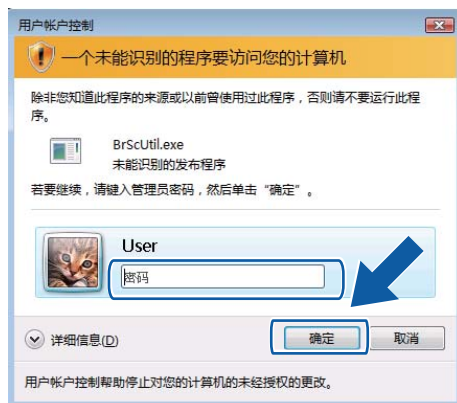 用户帐户控制
一个未能识别的程序要访问您的计算机
除非您知道此程序的来源或以前曾使用过此程序，否则请不要运行此程
序。
BrScUtil.exe
未能识别的发布程序
若要继续，请键入管理员密码，然后单击“确定”。
User
密码
详细信息(D)
确定
取消
用户帐户控制帮助停止对您的计算机的未经授权的更改。